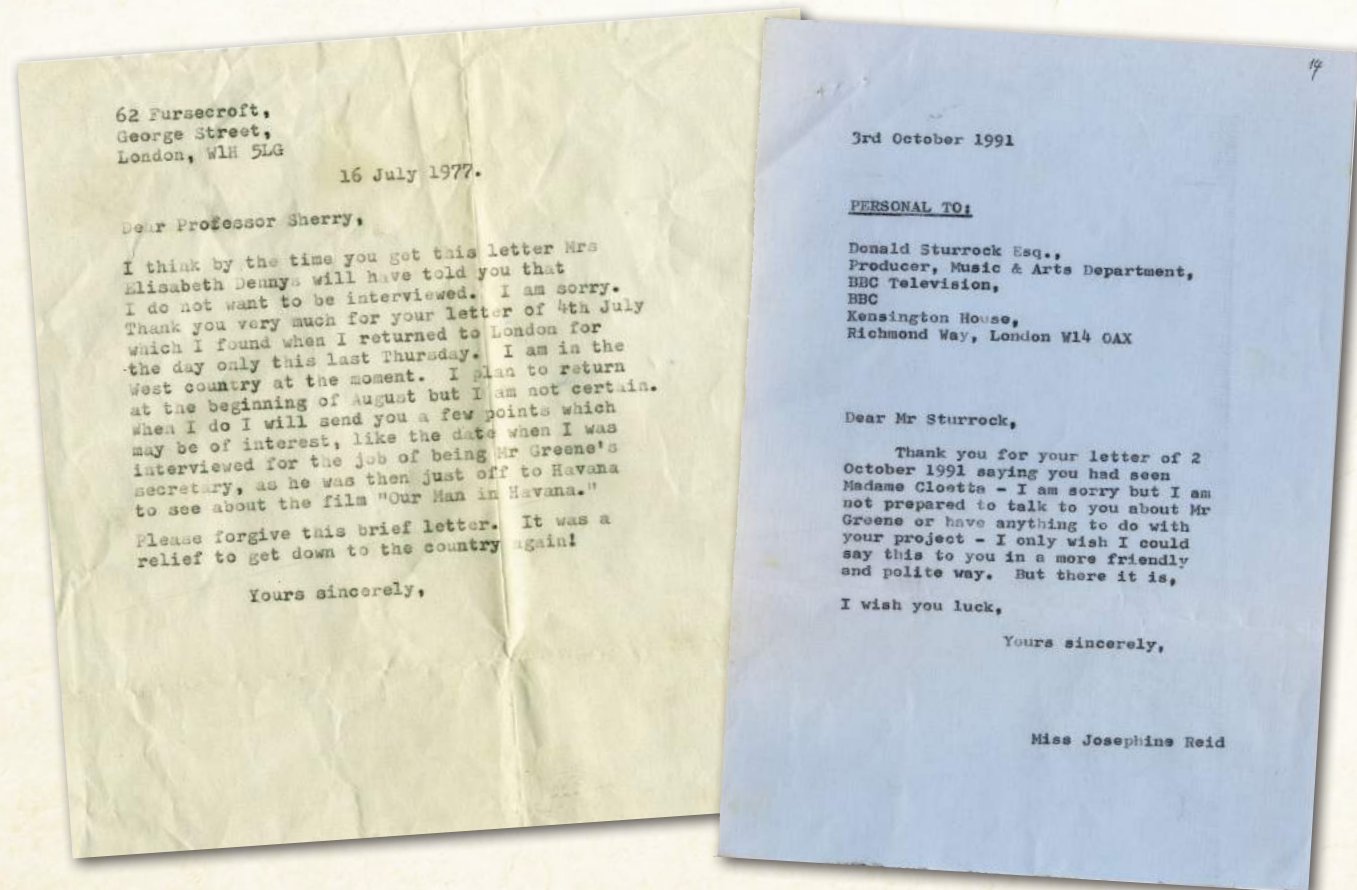 62 Fursecroft,
George Street,
London, W1H 5LG
16 July 1977.
Dear Professor Sherry,
I think by the time you get this letter Mrs
Elisabeth Dennys will have told you that
I do not want to be interviewed. I am sorry.
Thank you very much for your letter of 4th July
which I found when I returned to London for
the day only this last Thursday. I am in the
West country at the moment. I plan to return
at the beginning of August but I am not certain.
When I do I will send you a few points which
may be of interest, like the date when I was
interviewed for the job of being Mr Greene's
secretary, as he was then just off to Havana
to see about the film "Our Man in Havana."
Please forgive this brief letter. It was a
relief to get down to the country again!
Yours sincerely,
14
3rd October 1991
PERSONAL TO:
Donald Sturrock Esq.,
Producer, Music & Arts Department,
BBC Television,
BBC
Kensington House,
Richmond Way, London W14 OAX
Dear Mr Sturrock,
Thank you for your letter of 2
October 1991 saying you had seen
Madame Cloetta - I am sorry but I am
not prepared to talk to you about Mr
Greene or have anything to do with
your project - I only wish I could
say this to you in a more friendly
and polite way. But there it is,
I wish you luck,
Yours sincerely,
Miss Josephine Reid